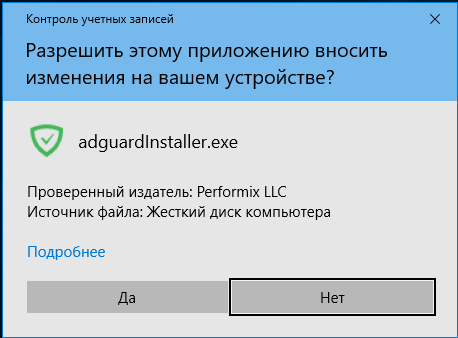 Контроль учетных записей
Разрешить этому приложению вносить
изменения на вашем устройстве?
adguardInstaller.exe
Проверенный издатель: Performix LLC
Источник файла: Жесткий диск компьютера
Подробнее
Да
Нет